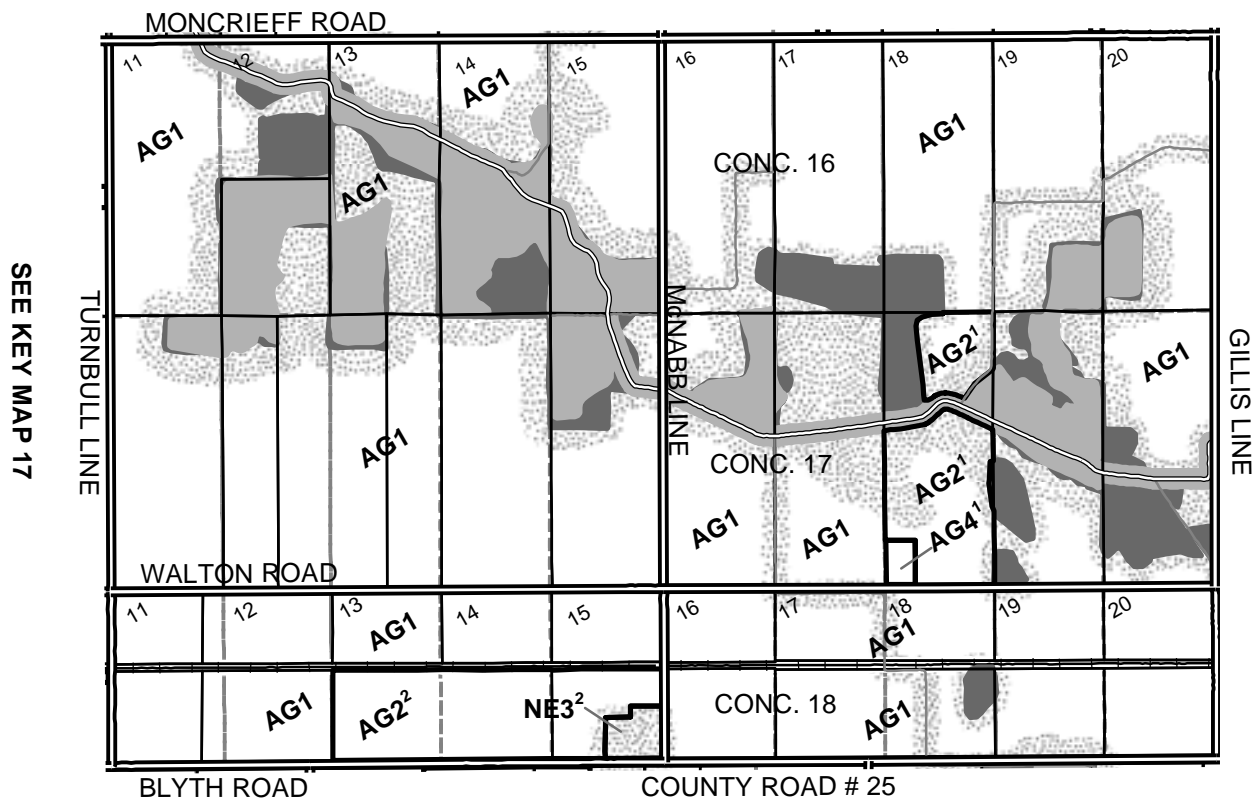 MONCRIEFF ROAD
11
12
13
14
15
16
17
18
19
20
AG1
AG1
AG1
AG1
CONC. 16
SEE KEY MAP 17
TURNBULL LINE
McNABB LINE
GILLIS LINE
AG2¹
AG1
AG1
CONC. 17
AG2¹
AG1
AG1
AG4¹
WALTON ROAD
11
12
13
14
15
16
17
18
19
20
AG1
AG1
AG1
AG2²
NE3²
CONC. 18
AG1
BLYTH ROAD
COUNTY ROAD # 25